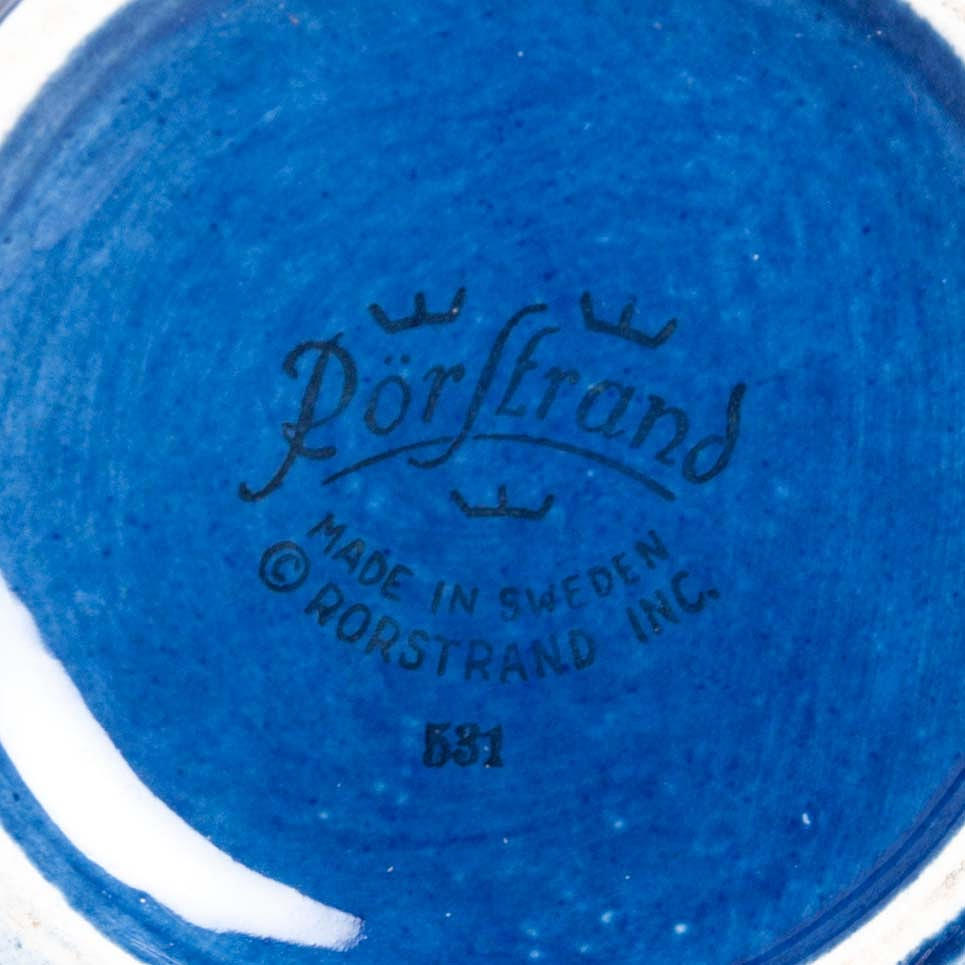 Rörstrand
MADE IN SWEDEN
© RORSTRAND INC.
531